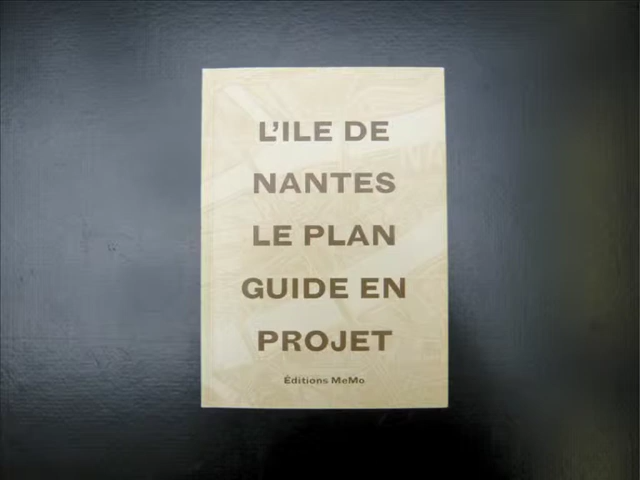 L'ILE DE
NANTES
LE PLAN
GUIDE EN
PROJET
Éditions MeMo